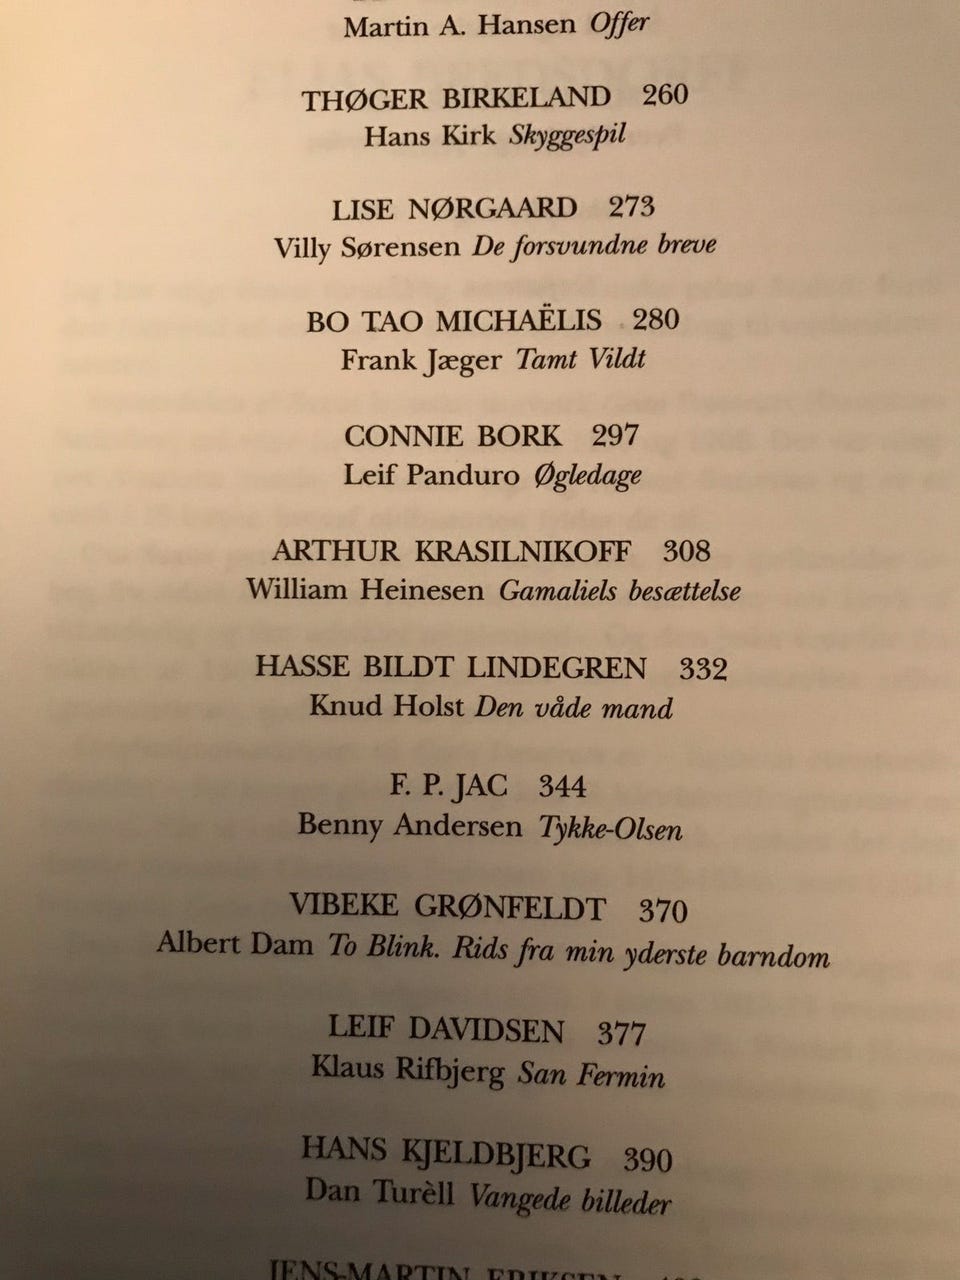 Martin A. Hansen Offer
THØGER BIRKELAND 260
Hans Kirk Skyggespil
LISE NØRGAARD 273
Villy Sørensen De forsvundne breve
BO TAO MICHAËLIS 280
Frank Jæger Tamt Vildt
CONNIE BORK 297
Leif Panduro Øgledage
ARTHUR KRASILNIKOFF 308
William Heinesen Gamaliels besættelse
HASSE BILDT LINDEGREN 332
Knud Holst Den våde mand
F. P. JAC 344
Benny Andersen Tykke-Olsen
VIBEKE GRØNFELDT 370
Albert Dam To Blink. Rids fra min yderste barndom
LEIF DAVIDSEN 377
Klaus Rifbjerg San Fermin
HANS KJELDBJERG 390
Dan Turèll Vangede billeder
JENS-MARTIN ERIKSEN